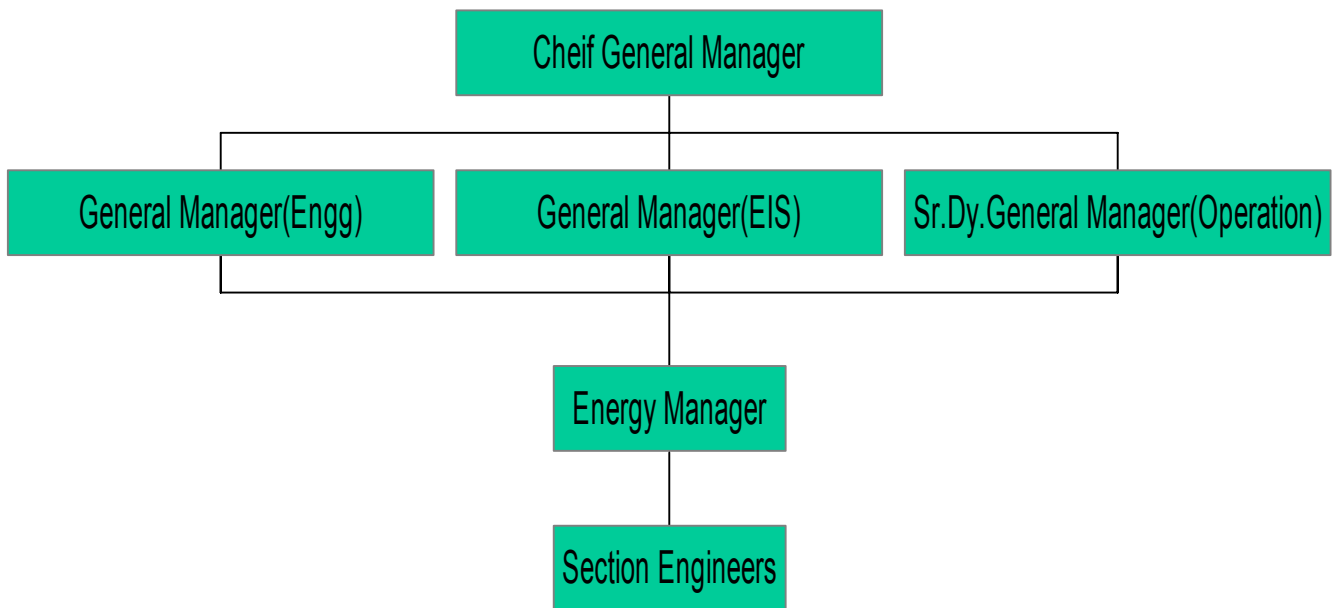 Cheif General Manager
General Manager(Engg)
General Manager(EIS)
Sr.Dy.General Manager(Operation)
Energy Manager
Section Engineers